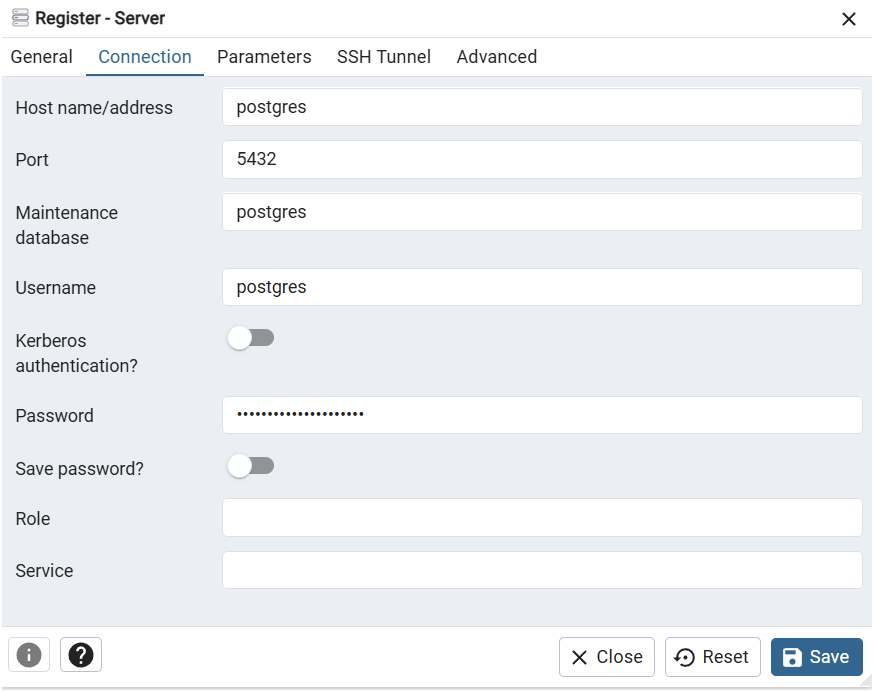 Register - Server
General Connection Parameters SSH Tunnel Advanced
Host name/address postgres
Port 5432
Maintenance
database
postgres
Username postgres
Kerberos
authentication?
Password •••••••••••••••••••••
Save password?
Role
Service
Close Reset Save